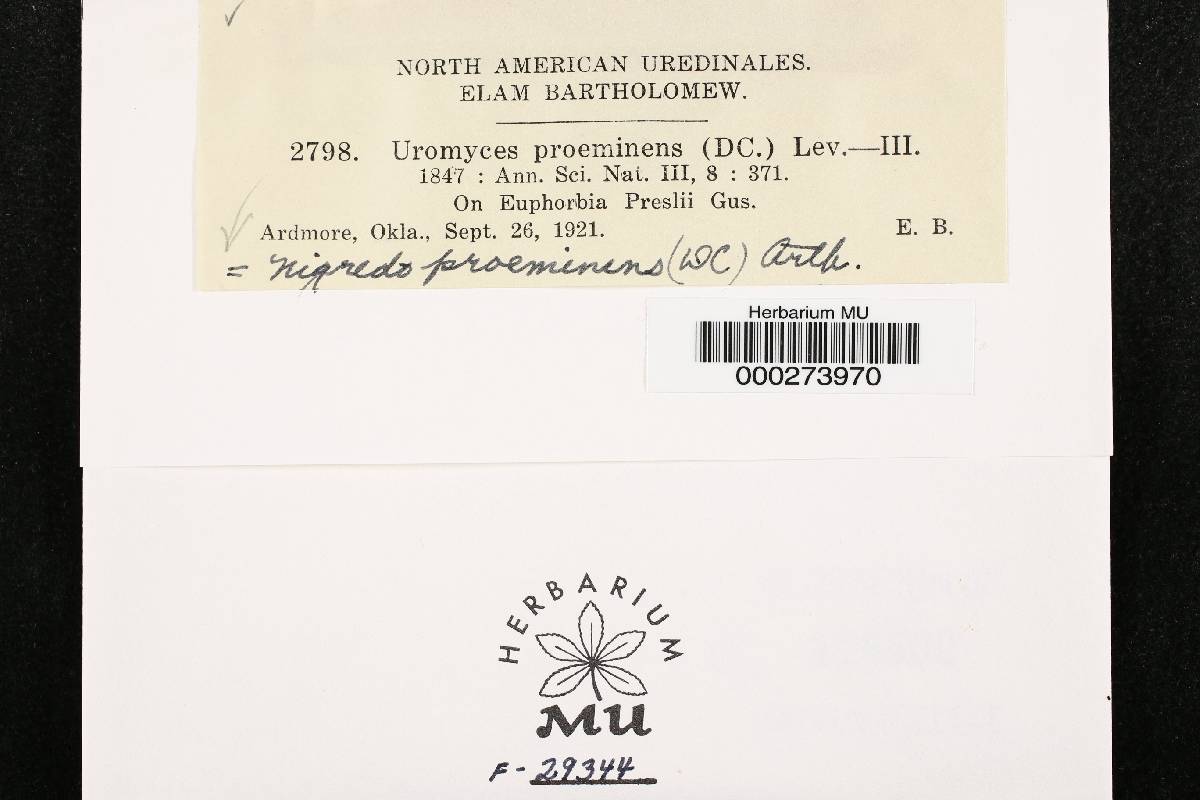 NORTH AMERICAN UREDINALES.
ELAM BARTHOLOMEW.
2798. Uromyces proeminens (DC.) Lev.—III.
1847 : Ann. Sci. Nat. III, 8 : 371.
On Euphorbia Preslii Gus.
Ardmore, Okla., Sept. 26, 1921. E. B.
= Nigredo proeminens (DC) Arth.
Herbarium MU
000273970
HERBARIUM
MU
F-29344